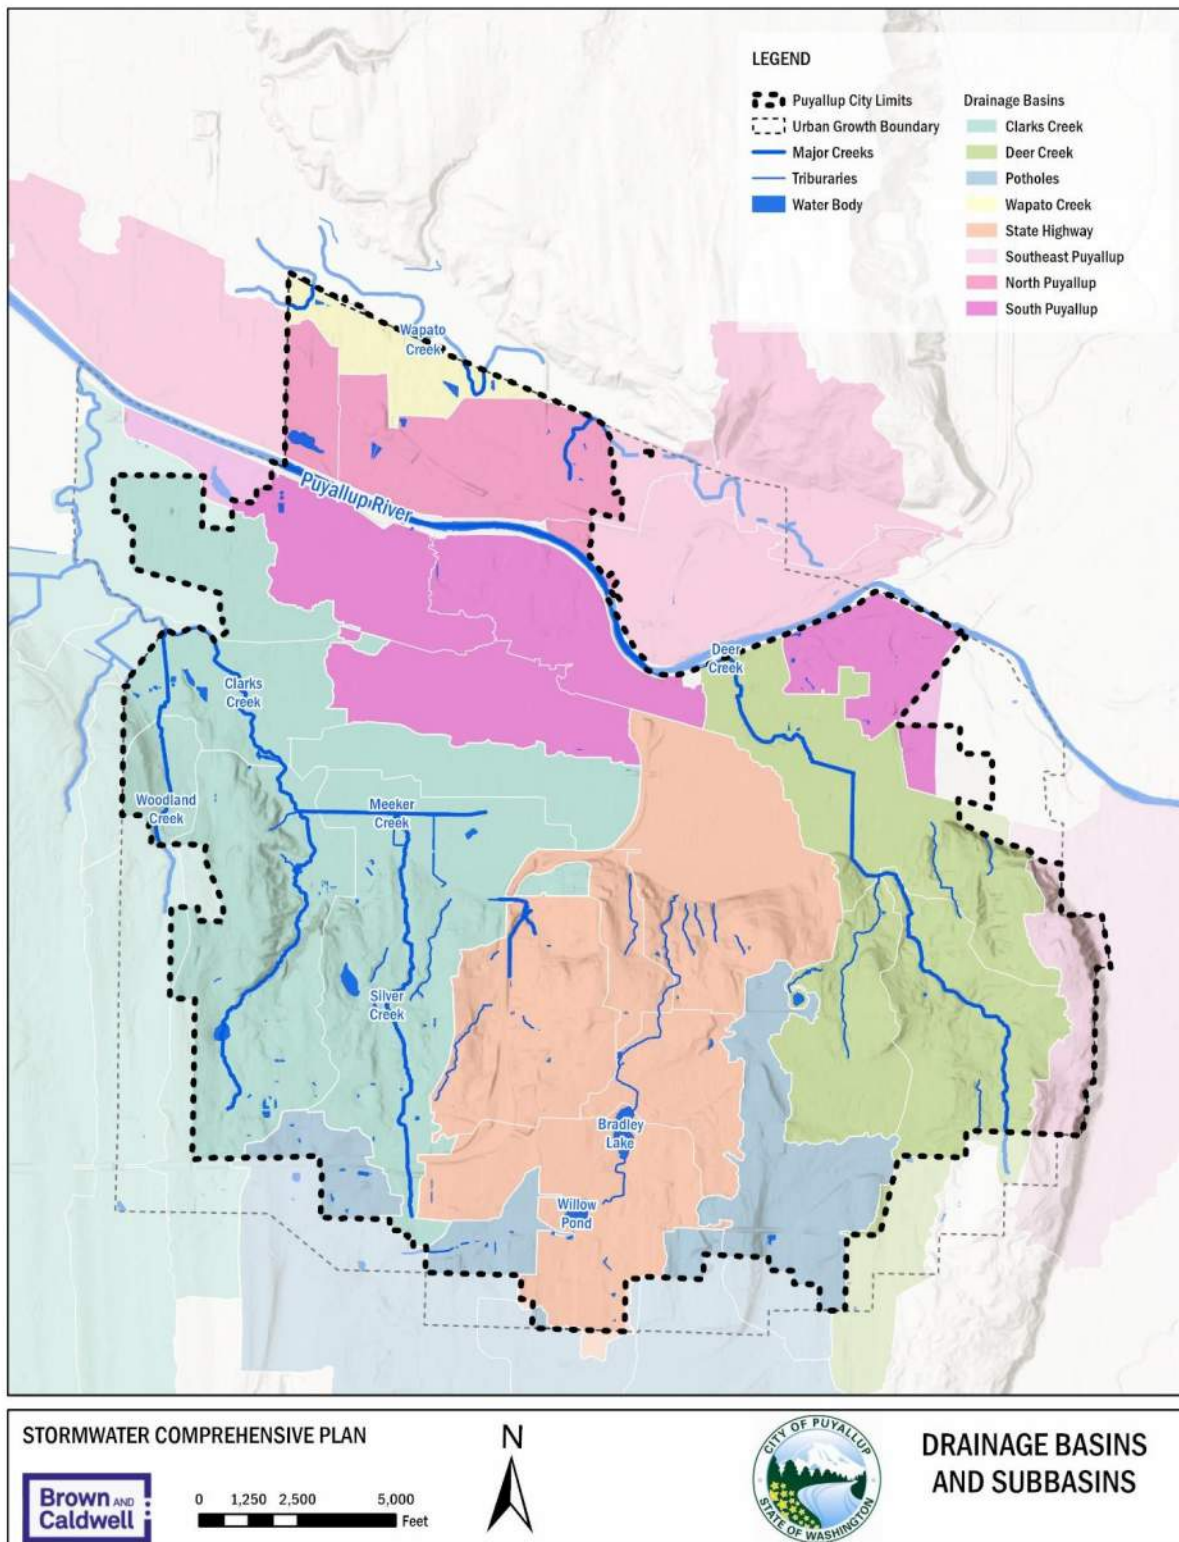 LEGEND
Puyallup City Limits
Urban Growth Boundary
Major Creeks
Triburaries
Water Body
Drainage Basins
Clarks Creek
Deer Creek
Potholes
Wapato Creek
State Highway
Southeast Puyallup
North Puyallup
South Puyallup
Wapato
Creek
Puyallup River
Deer
Creek
Clarks
Creek
Woodland
Creek
Meeker
Creek
Silver
Creek
Bradley
Lake
Willow
Pond
STORMWATER COMPREHENSIVE PLAN
Brown AND
Caldwell
0 1,250 2,500 5,000
Feet
N
CITY OF PUYALLUP
STATE OF WASHINGTON
DRAINAGE BASINS
AND SUBBASINS